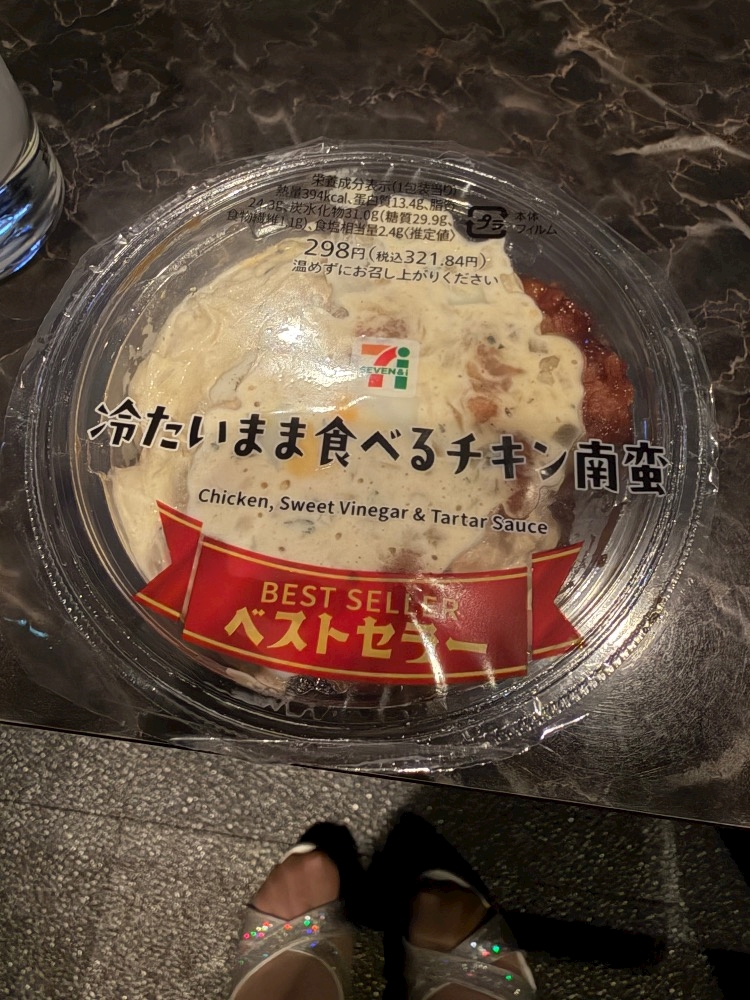 栄養成分表示(1包装当り)
熱量394kcal、蛋白質13.4g、脂質
24.3g、炭水化物31.0g(糖質29.9g、
食物繊維1.1g)、食塩相当量2.4g(推定値)
プラ
本体
フィルム
298円(税込321.84円)
温めずにお召し上がりください
SEVEN&i
冷たいまま食べるチキン南蛮
Chicken, Sweet Vinegar & Tartar Sauce
BEST SELLER
ベストセラー